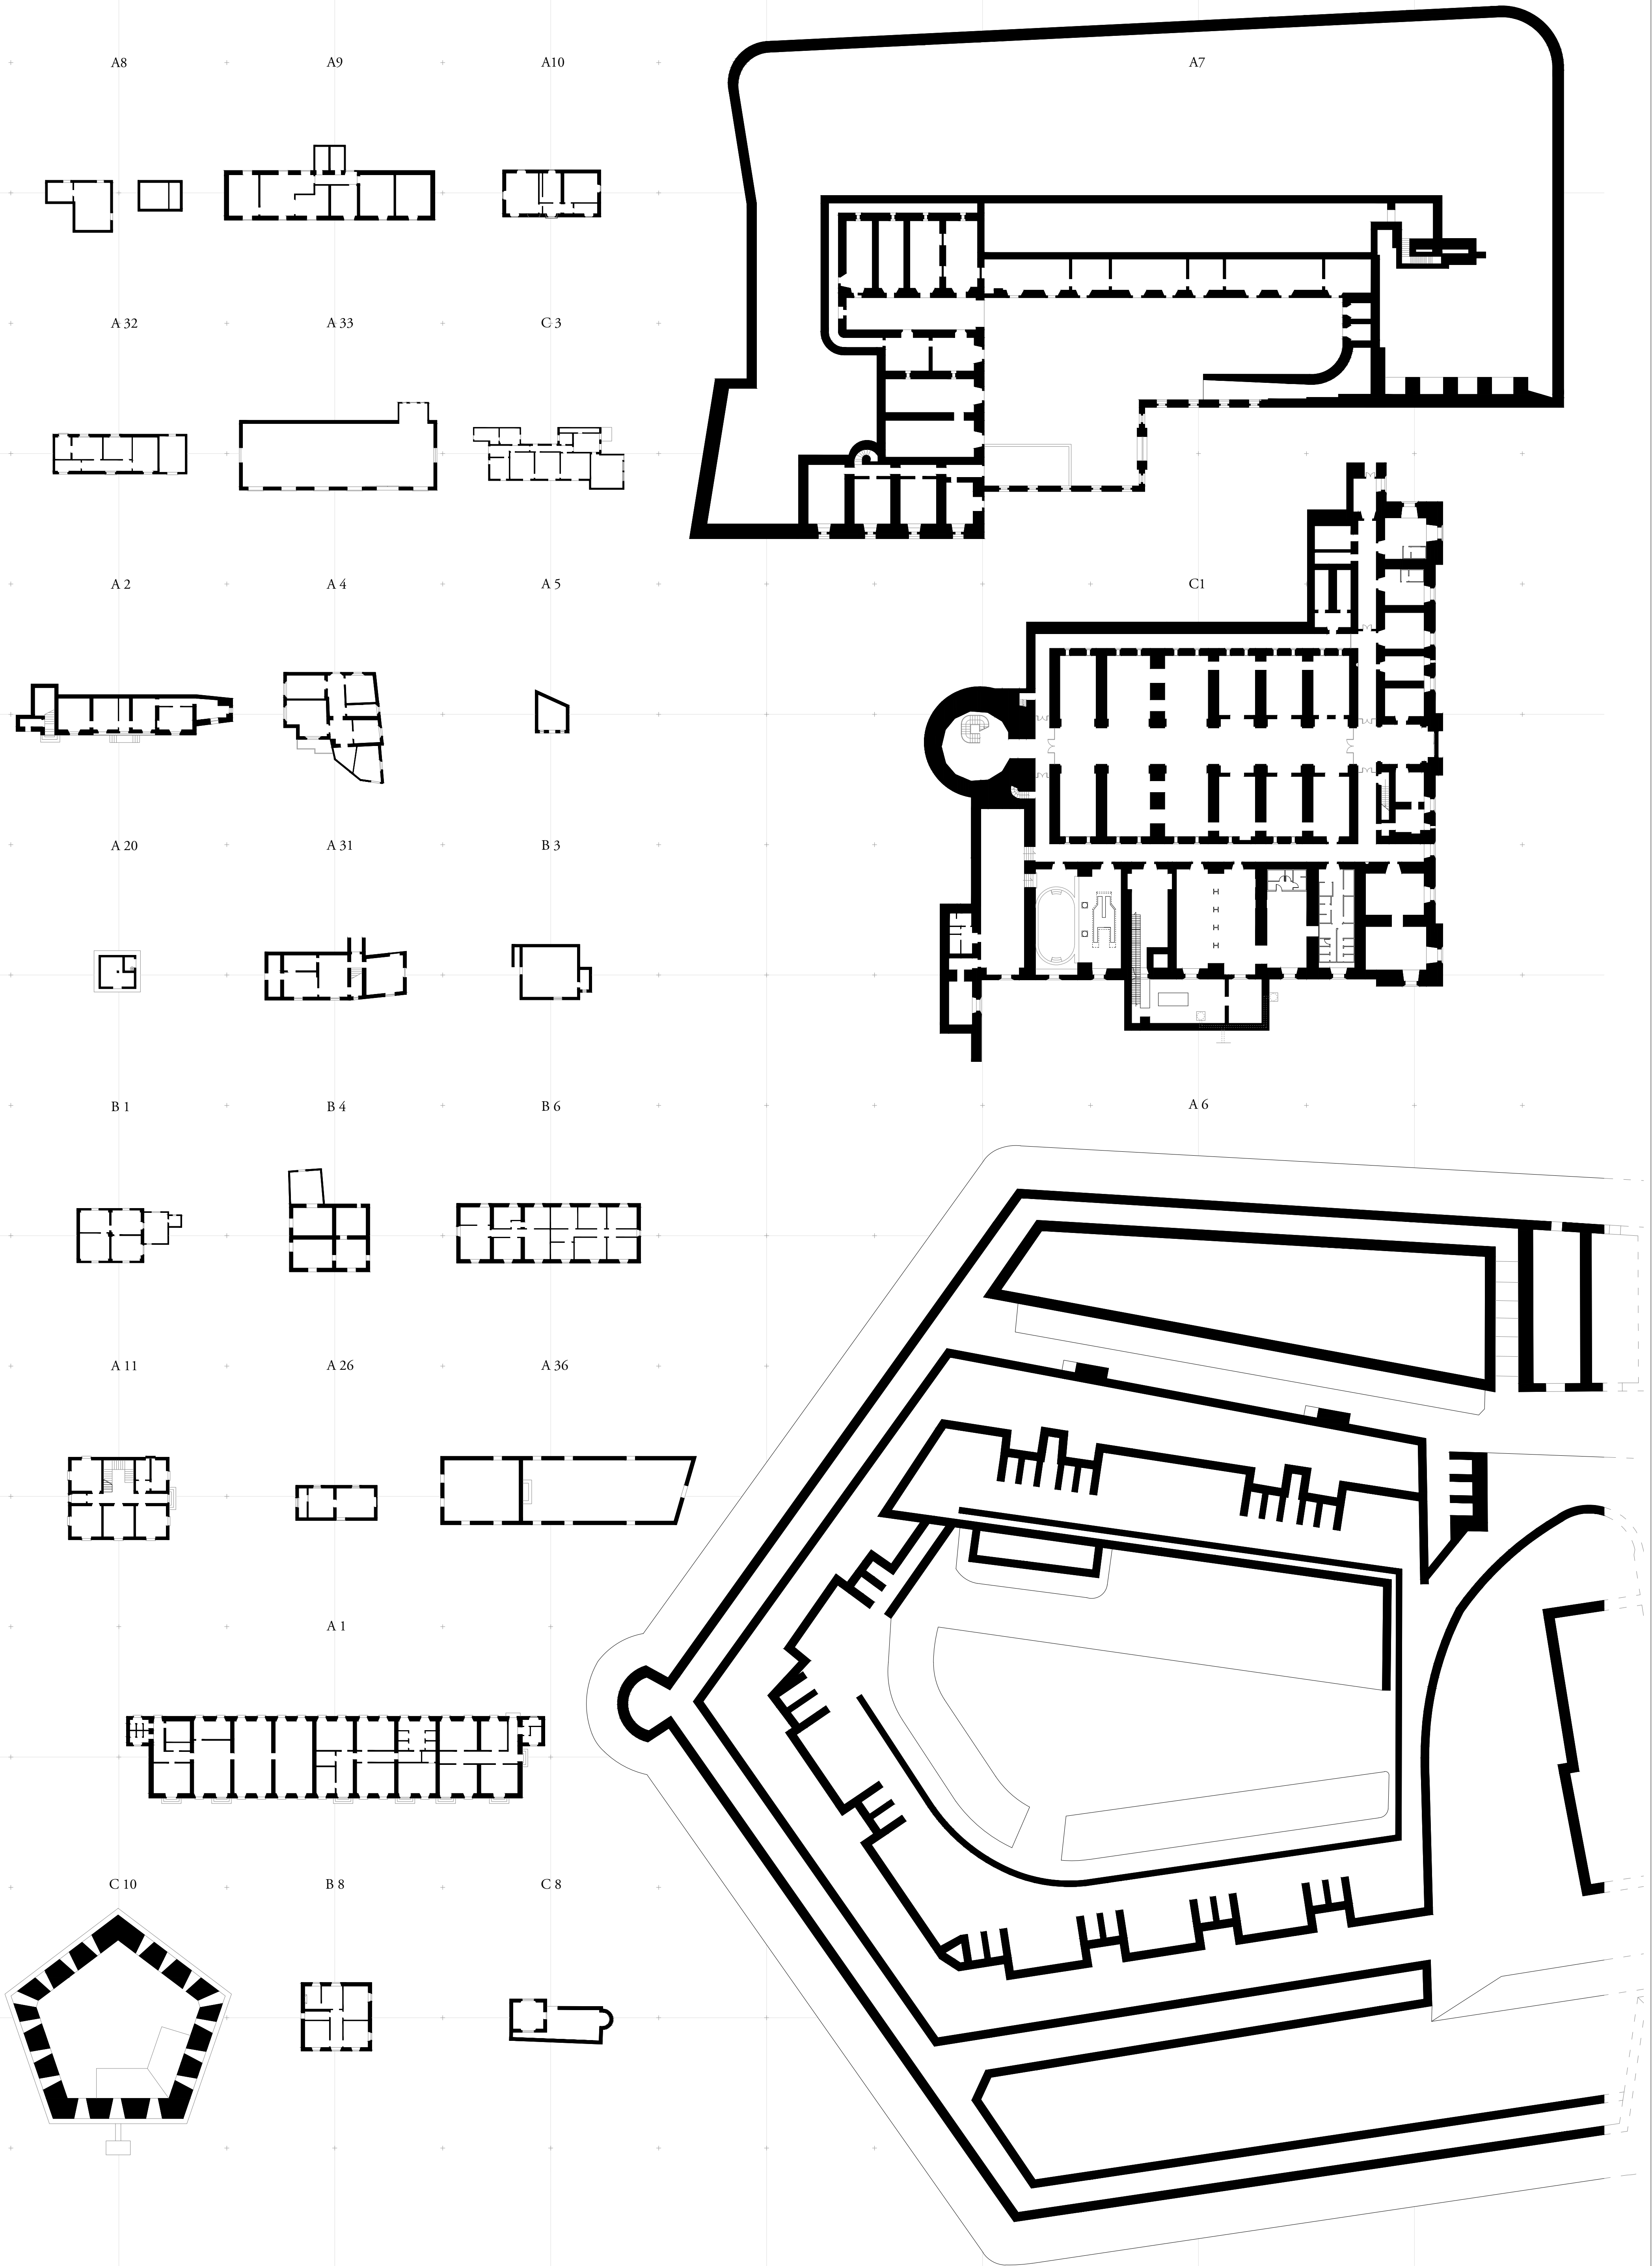 A8 A9 A10 A7
A 32 A 33 C 3
A 2 A 4 A 5 C1
A 20 A 31 B 3
B 1 B 4 B 6 A 6
A 11 A 26 A 36
A 1
C 10 B 8 C 8